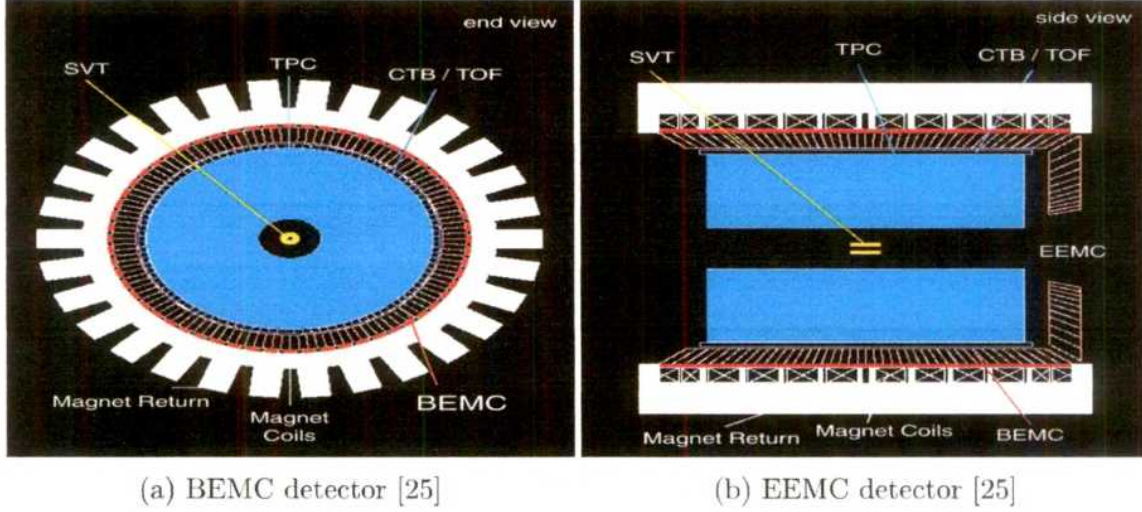 end view
SVT
TPC
CTB / TOF
Magnet Return
Magnet
Coils
BEMC
side view
SVT
TPC
CTB / TOF
EEMC
Magnet Return
Magnet Coils
BEMC
(a) BEMC detector [25]
(b) EEMC detector [25]